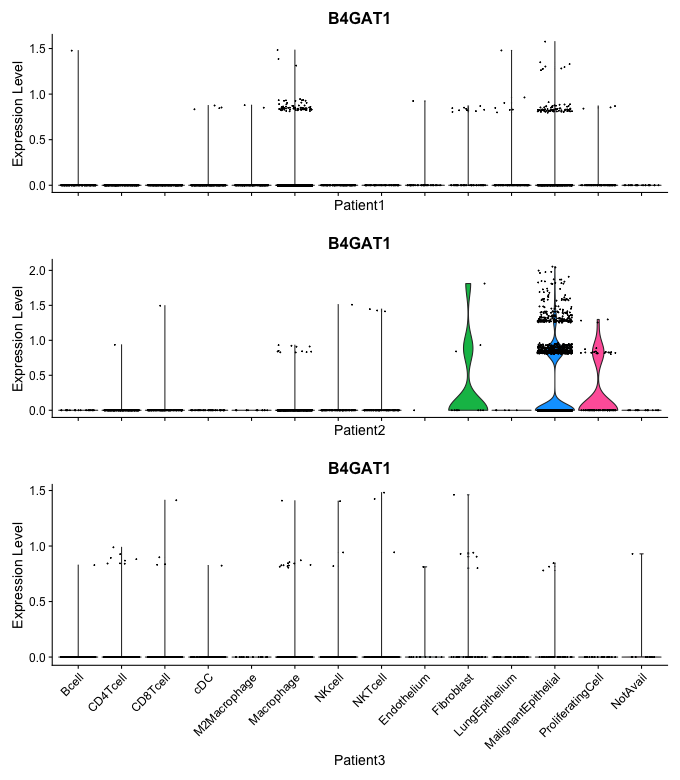 B4GAT1
Expression Level
1.5
1.0
0.5
0.0
Patient1
B4GAT1
Expression Level
2.0
1.5
1.0
0.5
0.0
Patient2
B4GAT1
Expression Level
1.5
1.0
0.5
0.0
Bcell
CD4Tcell
CD8Tcell
cDC
M2Macrophage
Macrophage
NKcell
NKTcell
Endothelium
Fibroblast
LungEpithelium
MalignantEpithelial
ProliferatingCell
NotAvail
Patient3